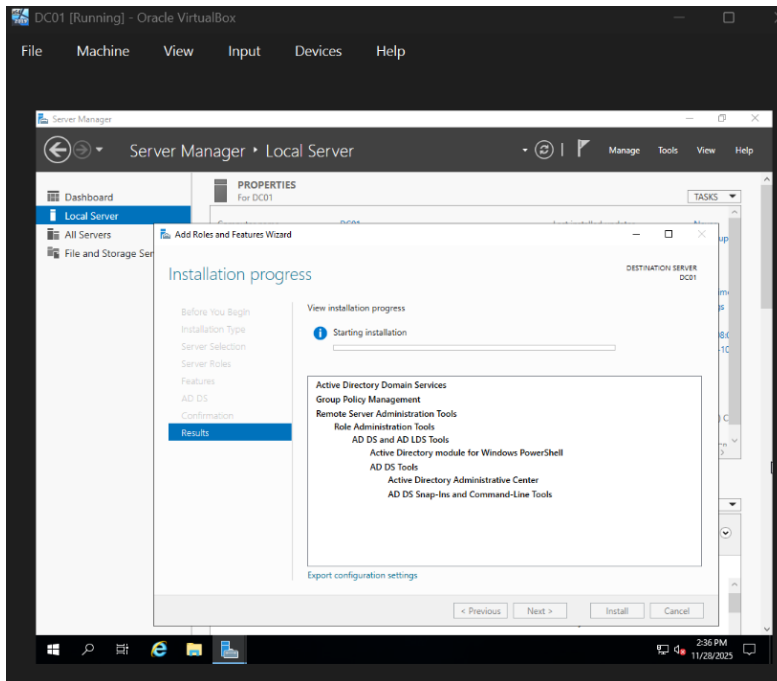 DC01 [Running] - Oracle VirtualBox
File Machine View Input Devices Help
Server Manager
Server Manager • Local Server
Manage Tools View Help
Dashboard
Local Server
All Servers
File and Storage Ser
PROPERTIES
For DC01
TASKS
Add Roles and Features Wizard
Installation progress
DESTINATION SERVER
DC01
Before You Begin
Installation Type
Server Selection
Server Roles
Features
AD DS
Confirmation
Results
View installation progress
Starting installation
Active Directory Domain Services
Group Policy Management
Remote Server Administration Tools
Role Administration Tools
AD DS and AD LDS Tools
Active Directory module for Windows PowerShell
AD DS Tools
Active Directory Administrative Center
AD DS Snap-Ins and Command-Line Tools
Export configuration settings
< Previous Next > Install Cancel
2:36 PM
11/28/2025